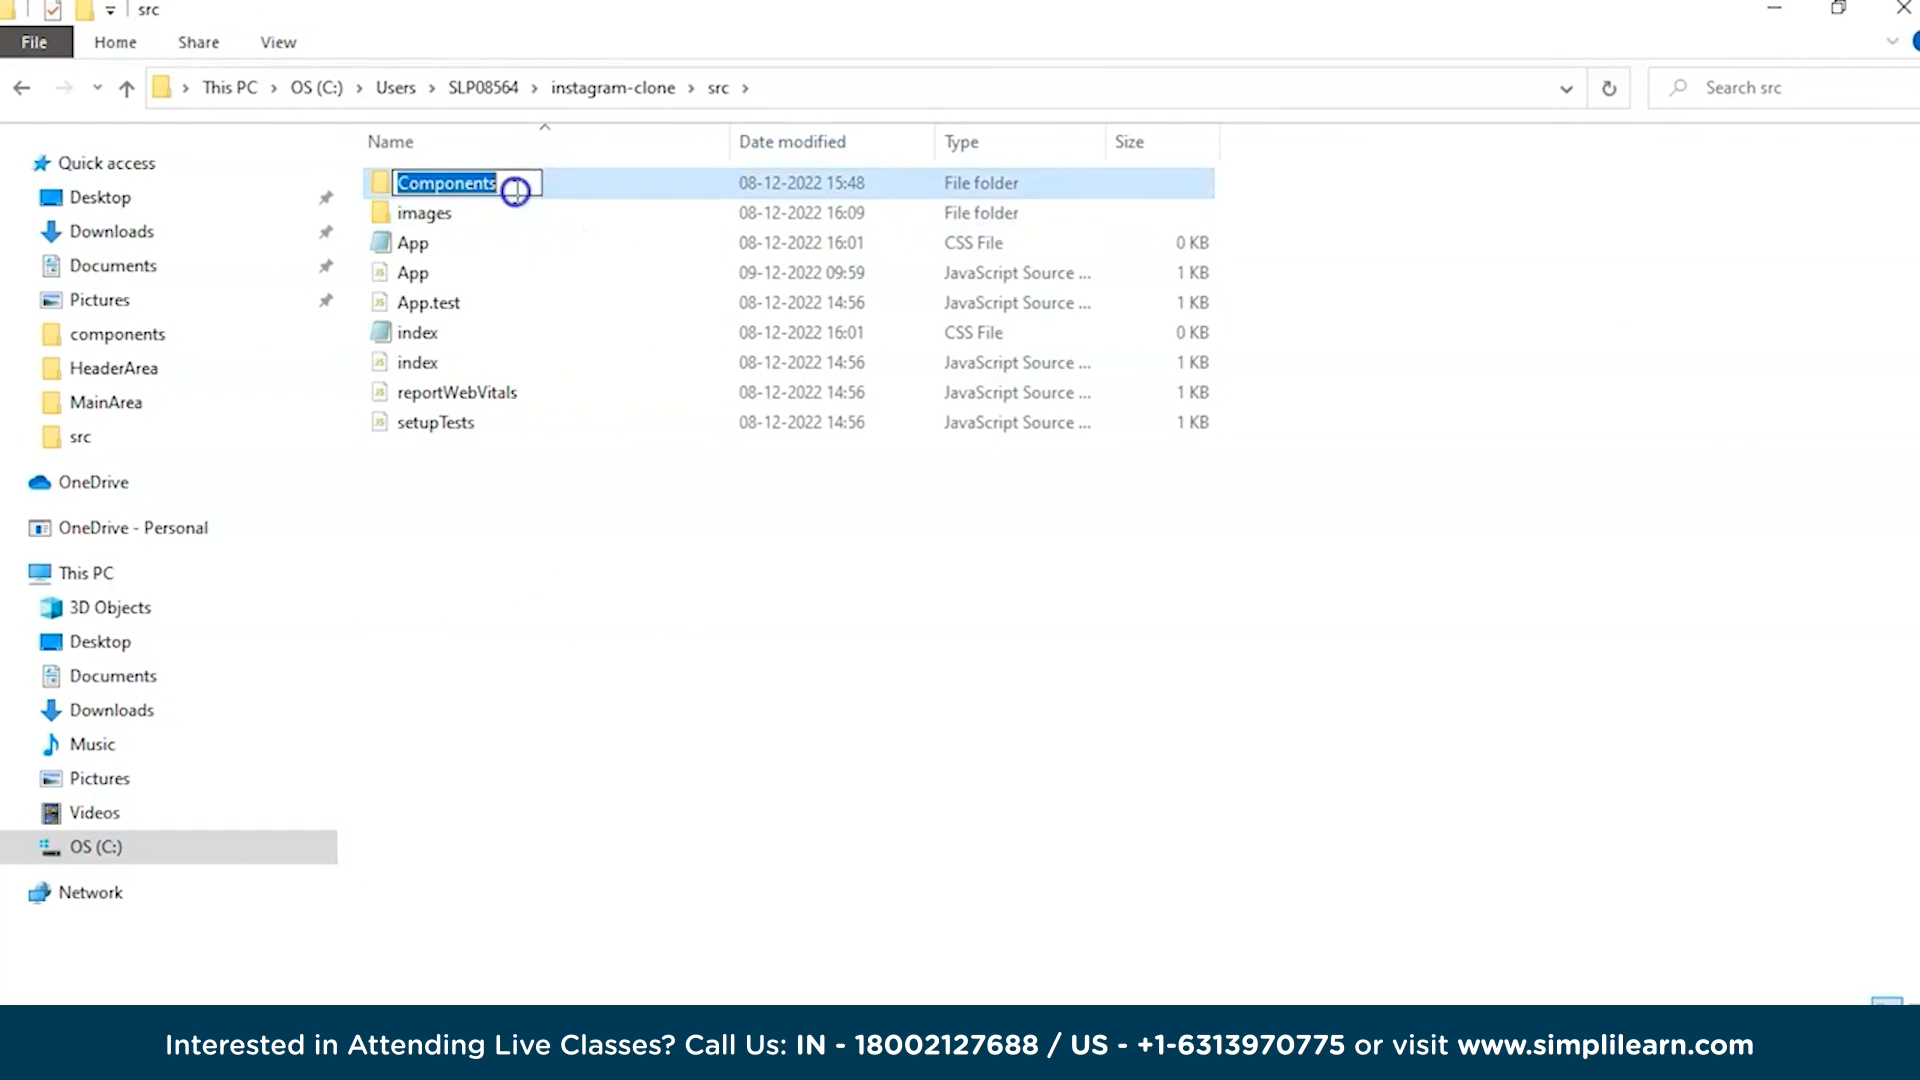 src
File Home Share View
This PC OS (C:) Users SLP08564 instagram-clone src Search src
Name Date modified Type Size
Quick access
Desktop
Downloads
Documents
Pictures
components
HeaderArea
MainArea
src
OneDrive
OneDrive - Personal
This PC
3D Objects
Desktop
Documents
Downloads
Music
Pictures
Videos
OS (C:)
Network
Components 08-12-2022 15:48 File folder
images 08-12-2022 16:09 File folder
App 08-12-2022 16:01 CSS File 0 KB
App 09-12-2022 09:59 JavaScript Source ... 1 KB
App.test 08-12-2022 14:56 JavaScript Source ... 1 KB
index 08-12-2022 16:01 CSS File 0 KB
index 08-12-2022 14:56 JavaScript Source ... 1 KB
reportWebVitals 08-12-2022 14:56 JavaScript Source ... 1 KB
setupTests 08-12-2022 14:56 JavaScript Source ... 1 KB
Interested in Attending Live Classes? Call Us: IN - 18002127688 / US - +1-6313970775 or visit www.simplilearn.com